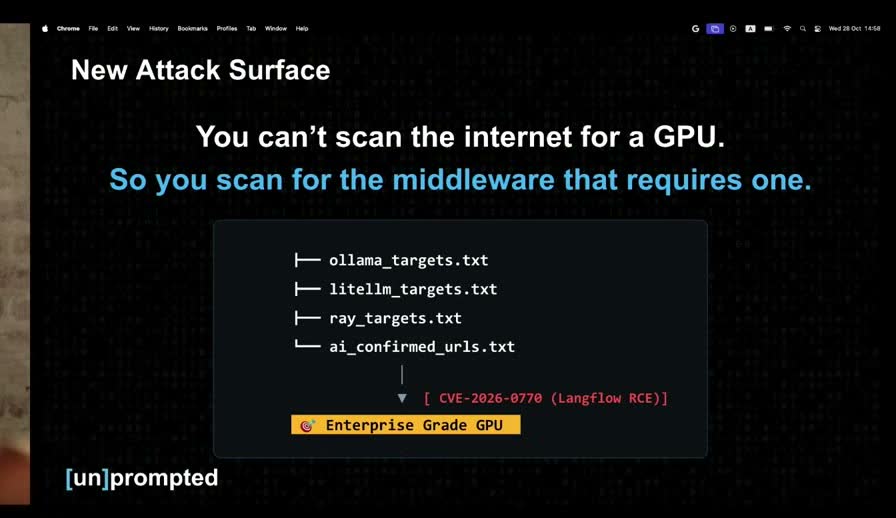 Chrome File Edit View History Bookmarks Profiles Tab Window Help
G A Wed 28 Oct 14:58
New Attack Surface
You can’t scan the internet for a GPU.
So you scan for the middleware that requires one.
├── ollama_targets.txt
├── litellm_targets.txt
├── ray_targets.txt
└── ai_confirmed_urls.txt
[ CVE-2026-0770 (Langflow RCE)]
Enterprise Grade GPU
[un]prompted